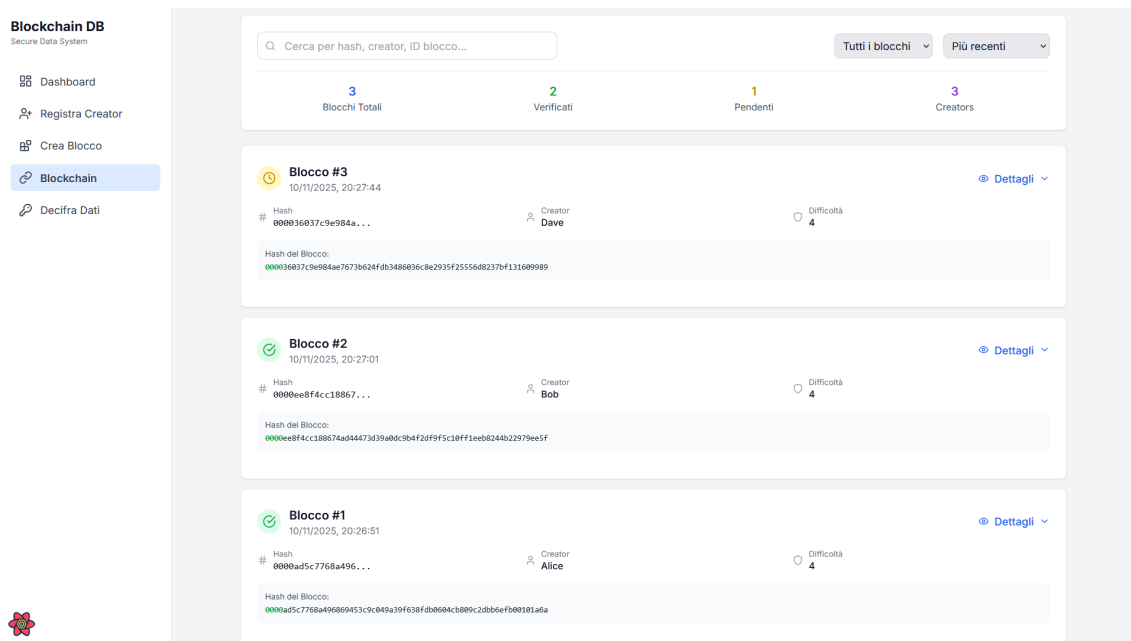 Blockchain DB
Secure Data System
Dashboard
Registra Creator
Crea Blocco
Blockchain
Decifra Dati
Cerca per hash, creator, ID blocco...
Tutti i blocchi
Più recenti
3 2 1 3
Blocchi Totali Verificati Pendenti Creators
Blocco #3
10/11/2025, 20:27:44
Dettagli
Hash Creator Difficoltà
000036037c9e984a... Dave 4
Hash del Blocco:
000036037c9e984ae7673b624fdb3486036c8e2935f25556d8237bf131609989
Blocco #2
10/11/2025, 20:27:01
Dettagli
Hash Creator Difficoltà
0000ee8f4cc18867... Bob 4
Hash del Blocco:
0000ee8f4cc188674ad44473d39a0dc9b4f2df9f5c10ff1eeb8244b22979ee5f
Blocco #1
10/11/2025, 20:26:51
Dettagli
Hash Creator Difficoltà
0000ad5c7768a496... Alice 4
Hash del Blocco:
0000ad5c7768a496869453c9c049a39f638fdb0604cb809c2dbb6efb00101a6a